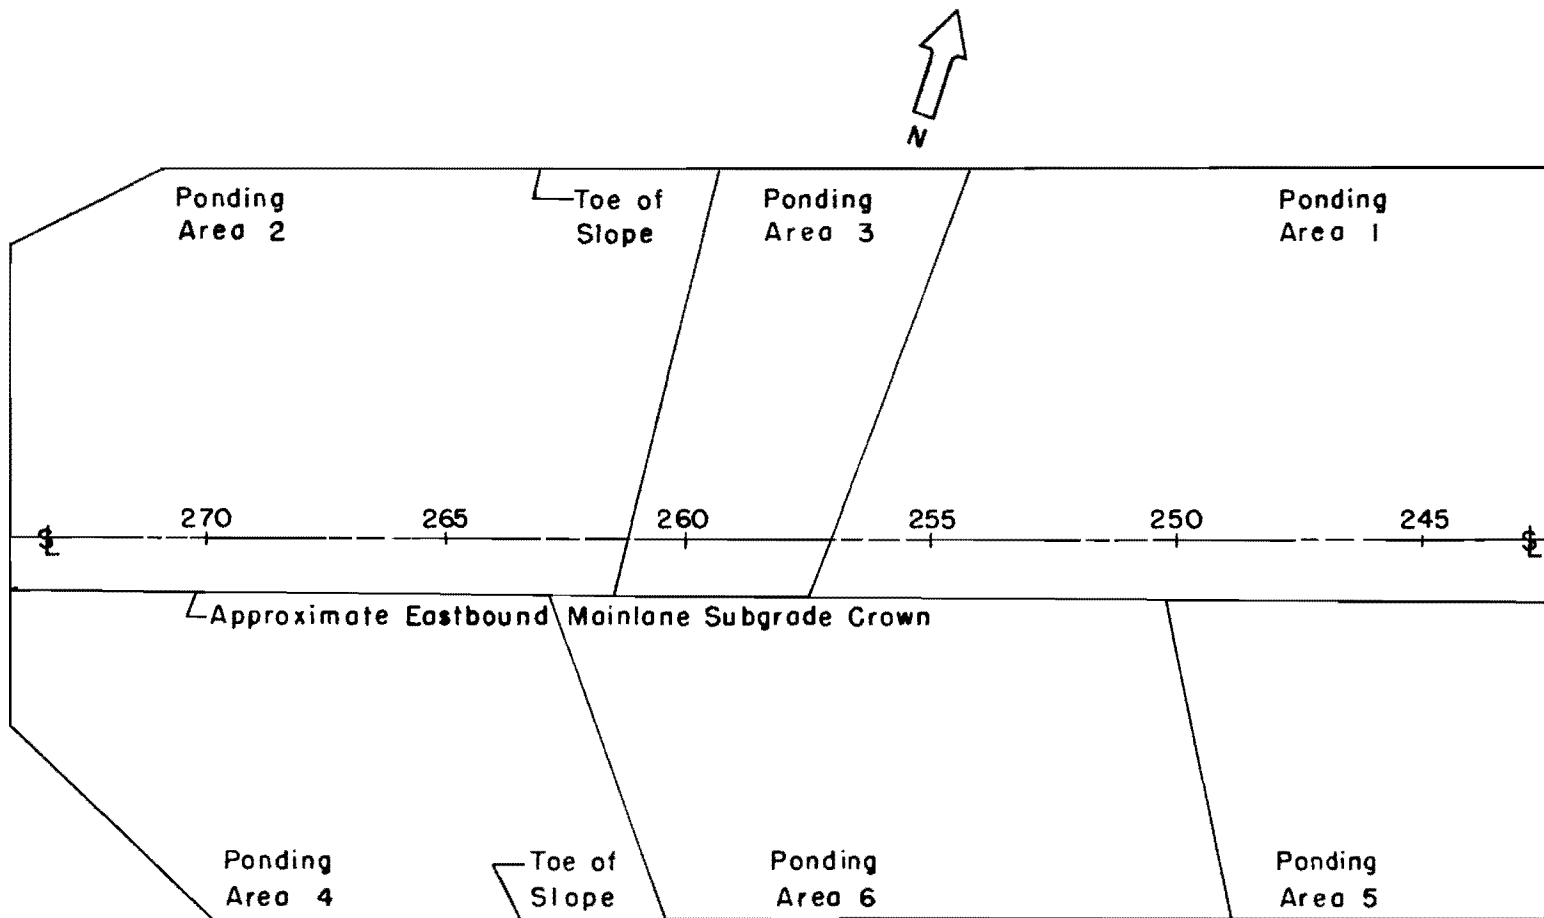 N
Ponding
Area 2
Toe of
Slope
Ponding
Area 3
Ponding
Area 1
270
265
260
255
250
245
℄
℄
Approximate Eastbound Mainlane Subgrade Crown
Ponding
Area 4
Toe of
Slope
Ponding
Area 6
Ponding
Area 5